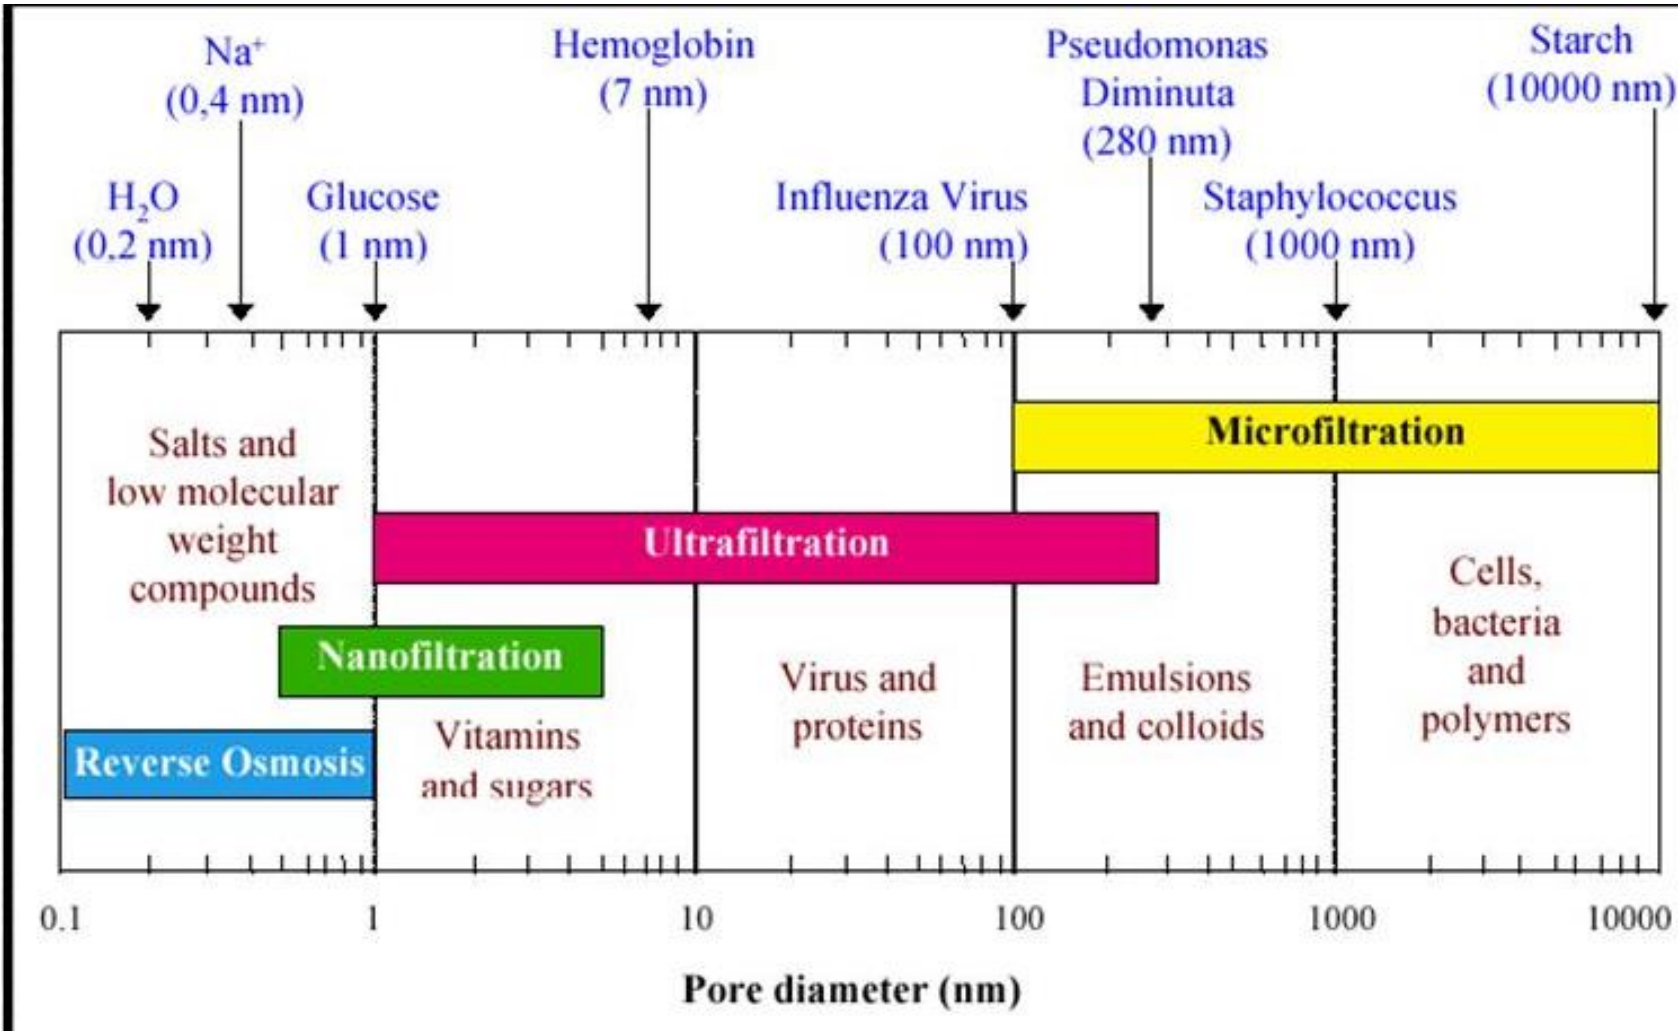 Na⁺
(0,4 nm)
Hemoglobin
(7 nm)
Pseudomonas
Diminuta
(280 nm)
Starch
(10000 nm)
H₂O
(0.2 nm)
Glucose
(1 nm)
Influenza Virus
(100 nm)
Staphylococcus
(1000 nm)
Microfiltration
Salts and
low molecular
weight
compounds
Ultrafiltration
Cells,
bacteria
and
polymers
Nanofiltration
Virus and
proteins
Emulsions
and colloids
Vitamins
and sugars
Reverse Osmosis
0.1 1 10 100 1000 10000
Pore diameter (nm)